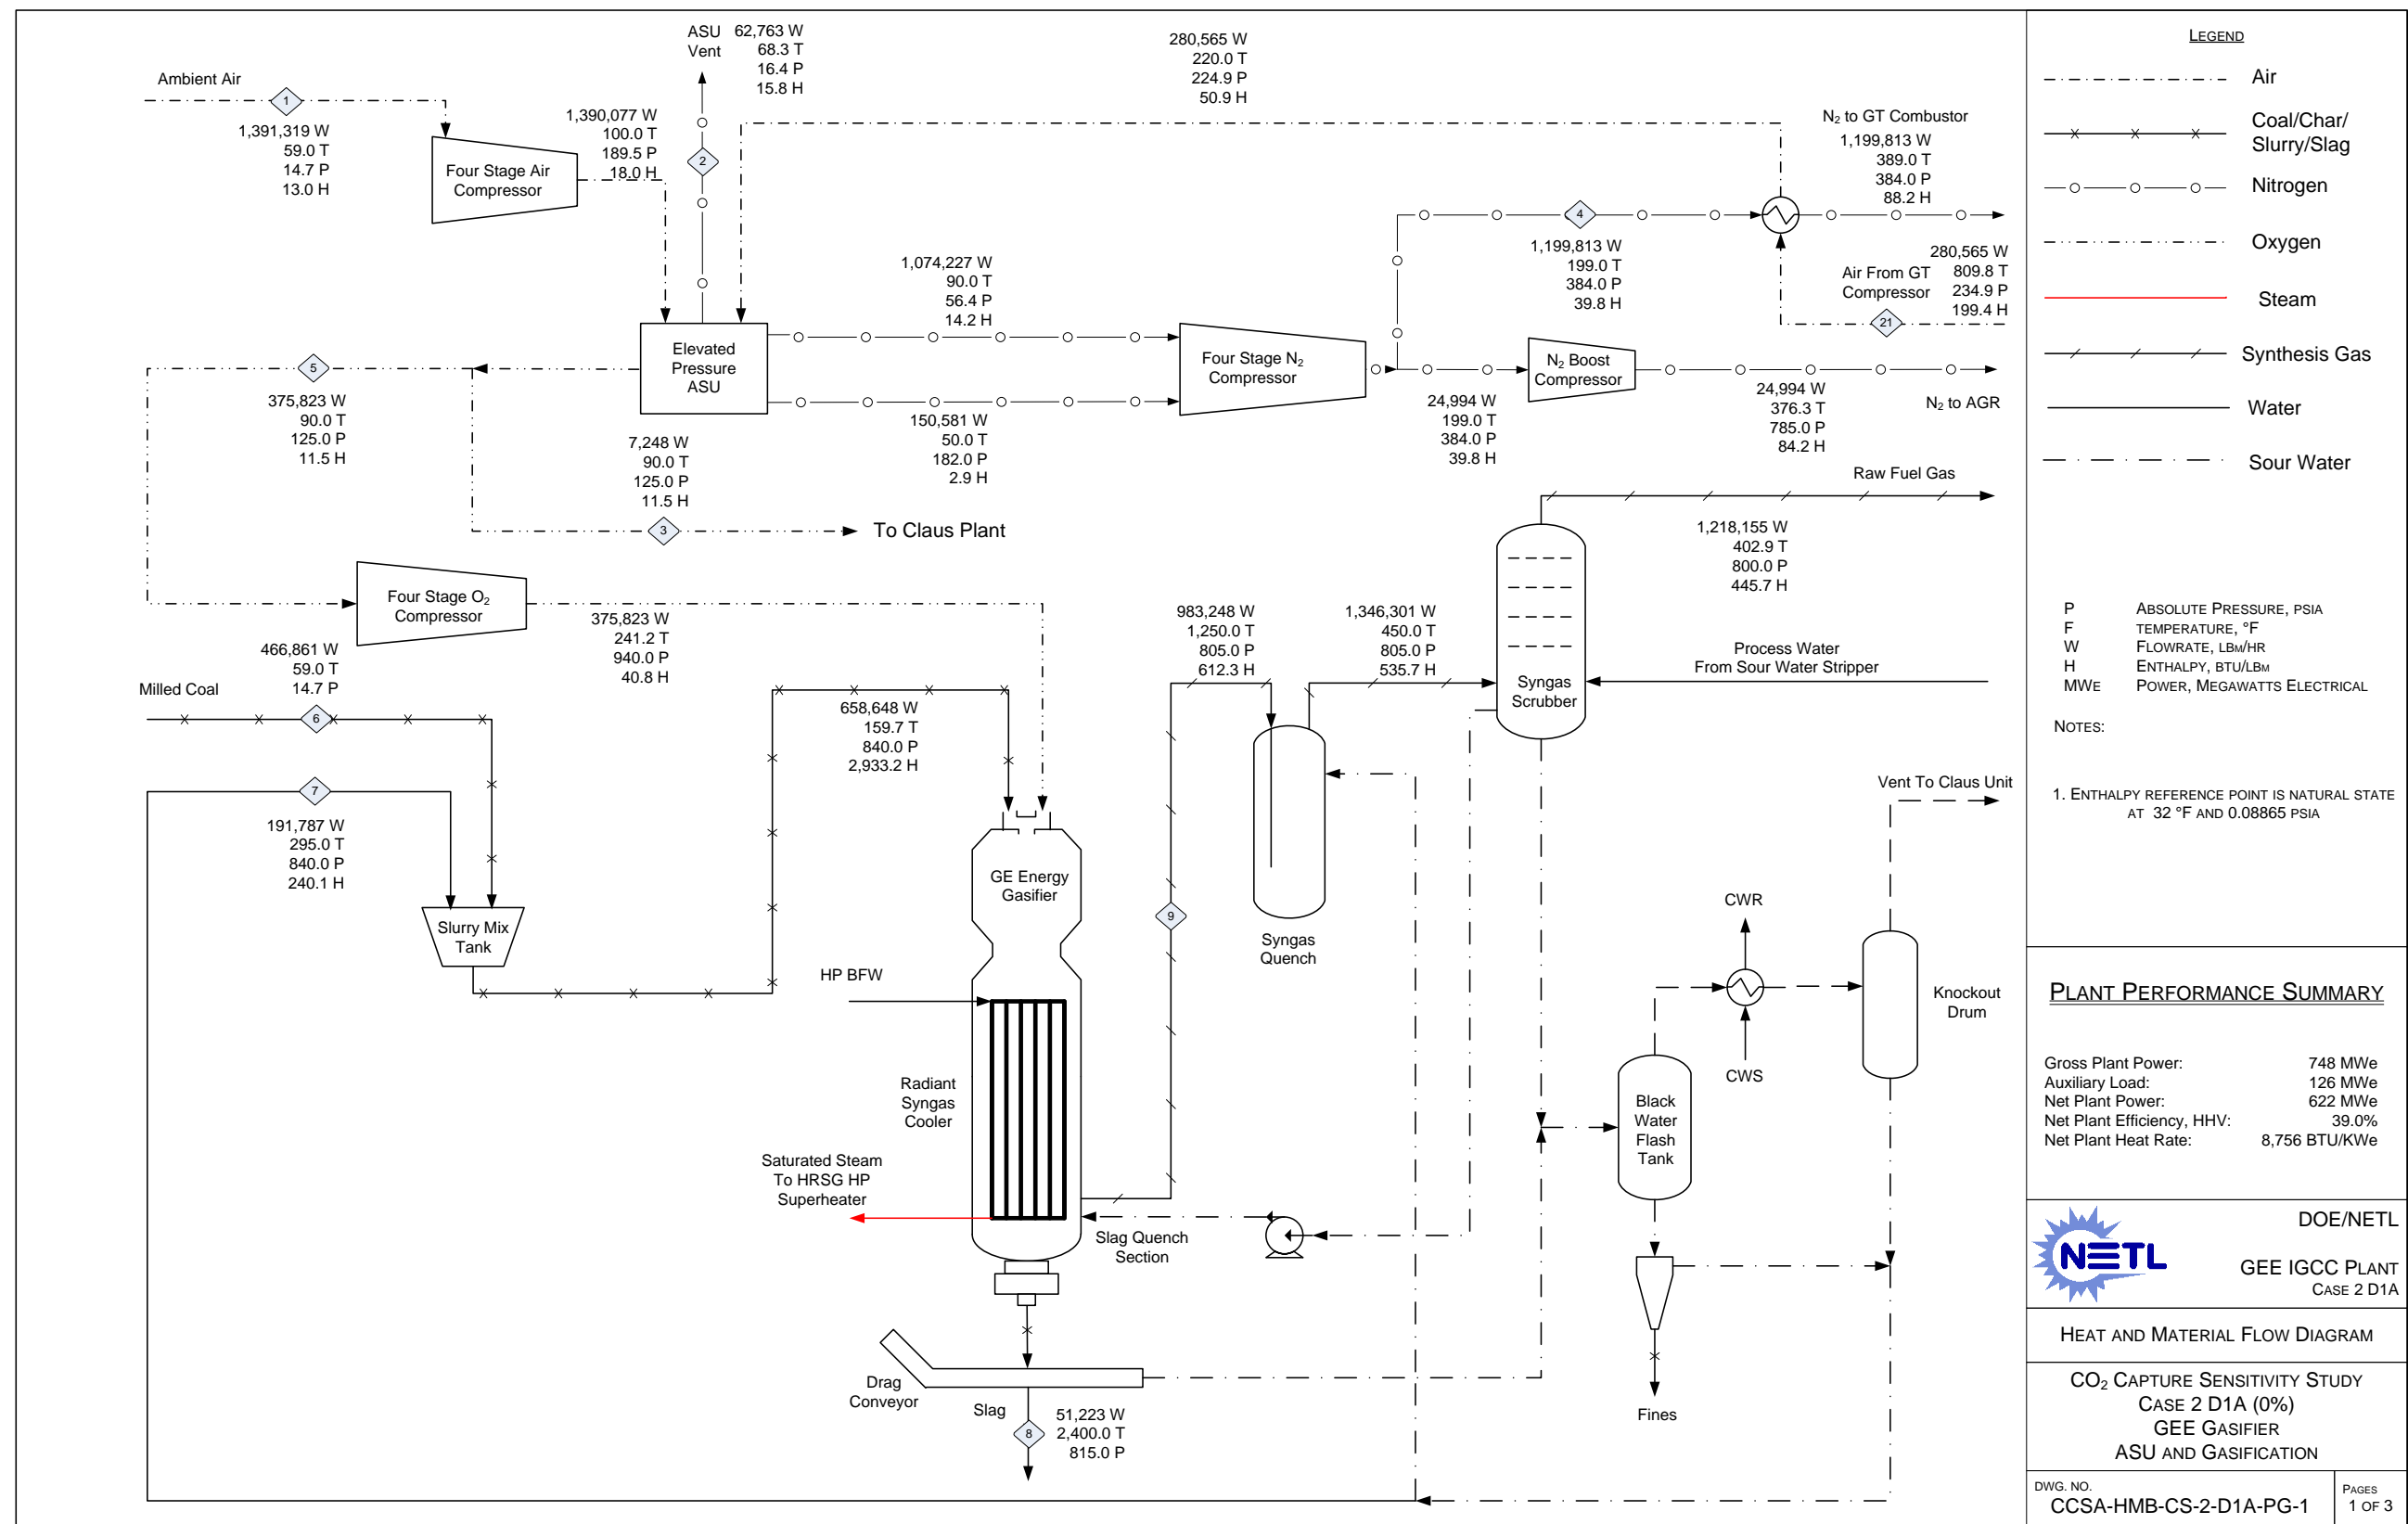 Ambient Air
1
1,391,319 W
59.0 T
14.7 P
13.0 H
Four Stage Air
Compressor
1,390,077 W
100.0 T
189.5 P
18.0 H
ASU
Vent
62,763 W
68.3 T
16.4 P
15.8 H
2
280,565 W
220.0 T
224.9 P
50.9 H
N2 to GT Combustor
1,199,813 W
389.0 T
384.0 P
88.2 H
4
1,199,813 W
199.0 T
384.0 P
39.8 H
Air From GT
Compressor
280,565 W
809.8 T
234.9 P
199.4 H
21
1,074,227 W
90.0 T
56.4 P
14.2 H
Elevated
Pressure
ASU
Four Stage N2
Compressor
N2 Boost
Compressor
5
375,823 W
90.0 T
125.0 P
11.5 H
7,248 W
90.0 T
125.0 P
11.5 H
150,581 W
50.0 T
182.0 P
2.9 H
24,994 W
199.0 T
384.0 P
39.8 H
24,994 W
376.3 T
785.0 P
84.2 H
N2 to AGR
3
To Claus Plant
Raw Fuel Gas
1,218,155 W
402.9 T
800.0 P
445.7 H
Four Stage O2
Compressor
375,823 W
241.2 T
940.0 P
40.8 H
466,861 W
59.0 T
14.7 P
Milled Coal
6
983,248 W
1,250.0 T
805.0 P
612.3 H
1,346,301 W
450.0 T
805.0 P
535.7 H
Process Water
From Sour Water Stripper
Syngas
Scrubber
658,648 W
159.7 T
840.0 P
2,933.2 H
7
191,787 W
295.0 T
840.0 P
240.1 H
Vent To Claus Unit
GE Energy
Gasifier
Slurry Mix
Tank
9
Syngas
Quench
CWR
HP BFW
Knockout
Drum
CWS
Radiant
Syngas
Cooler
Black
Water
Flash
Tank
Saturated Steam
To HRSG HP
Superheater
Slag Quench
Section
Drag
Conveyor
Slag
8
51,223 W
2,400.0 T
815.0 P
Fines
LEGEND
Air
Coal/Char/
Slurry/Slag
Nitrogen
Oxygen
Steam
Synthesis Gas
Water
Sour Water
P ABSOLUTE PRESSURE, PSIA
F TEMPERATURE, °F
W FLOWRATE, LBM/HR
H ENTHALPY, BTU/LBM
MWE POWER, MEGAWATTS ELECTRICAL
NOTES:
1. ENTHALPY REFERENCE POINT IS NATURAL STATE
AT 32 °F AND 0.08865 PSIA
PLANT PERFORMANCE SUMMARY
Gross Plant Power: 748 MWe
Auxiliary Load: 126 MWe
Net Plant Power: 622 MWe
Net Plant Efficiency, HHV: 39.0%
Net Plant Heat Rate: 8,756 BTU/KWe
NETL
DOE/NETL
GEE IGCC PLANT
CASE 2 D1A
HEAT AND MATERIAL FLOW DIAGRAM
CO2 CAPTURE SENSITIVITY STUDY
CASE 2 D1A (0%)
GEE GASIFIER
ASU AND GASIFICATION
DWG. NO.
CCSA-HMB-CS-2-D1A-PG-1
PAGES
1 OF 3